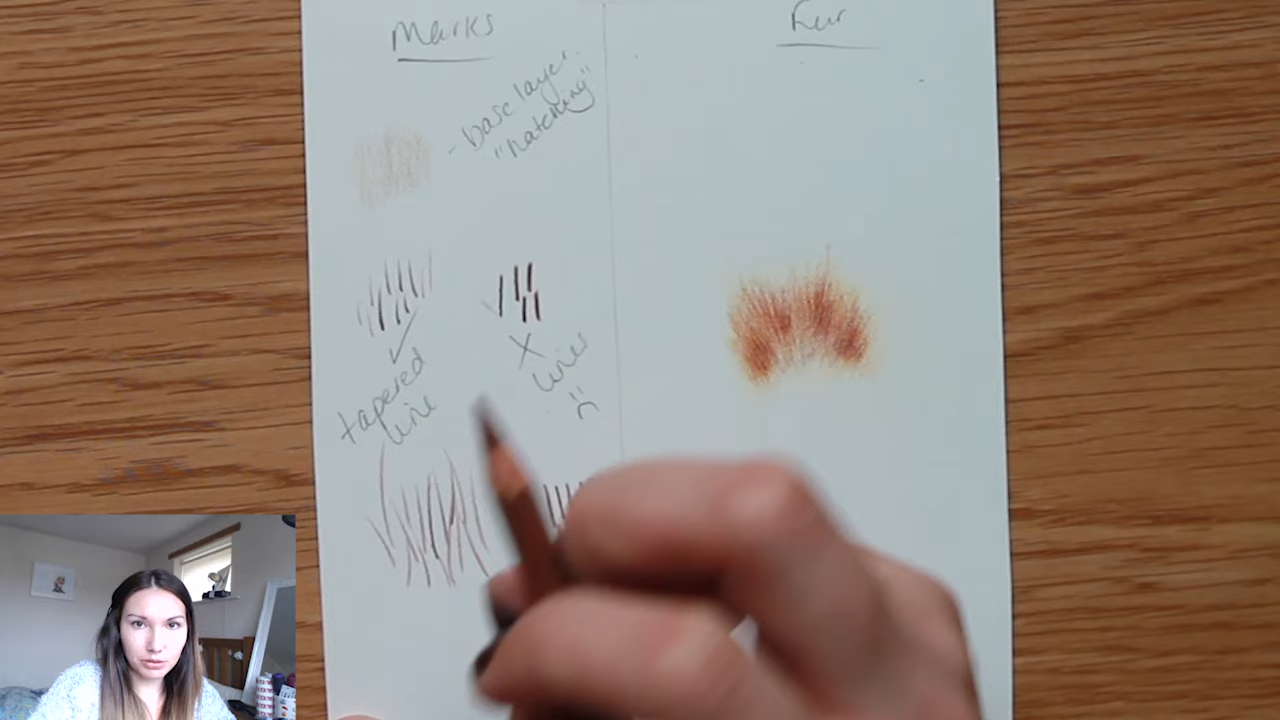 Marks
Fur
- base layer.
"hatching"
tapered
line
lines